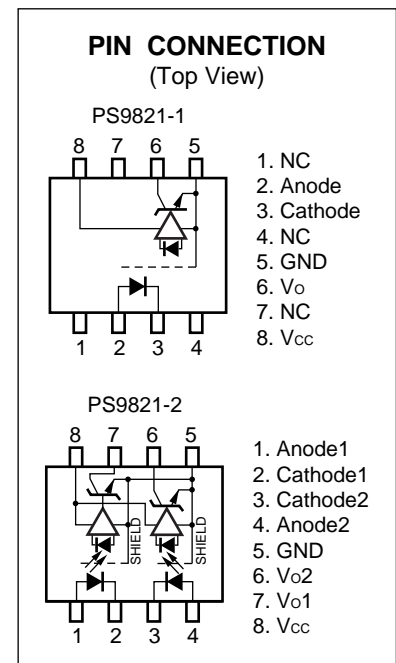 PIN CONNECTION
(Top View)
PS9821-1
8 7 6 5
1 2 3 4
1. NC
2. Anode
3. Cathode
4. NC
5. GND
6. Vo
7. NC
8. Vcc
PS9821-2
8 7 6 5
SHIELD SHIELD
1 2 3 4
1. Anode1
2. Cathode1
3. Cathode2
4. Anode2
5. GND
6. Vo2
7. Vo1
8. Vcc